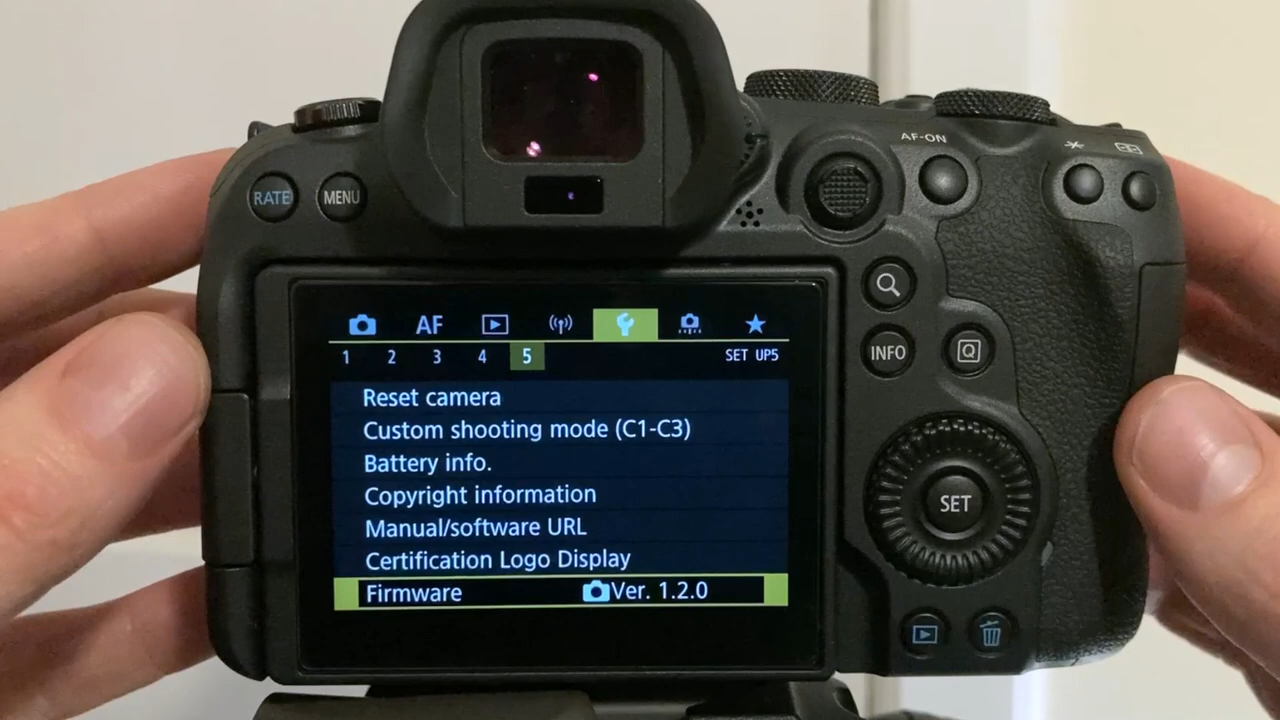 AF-ON
RATE
MENU
INFO
Q
AF
1 2 3 4 5 SET UP5
Reset camera
Custom shooting mode (C1-C3)
Battery info.
Copyright information
Manual/software URL
Certification Logo Display
Firmware Ver. 1.2.0
SET